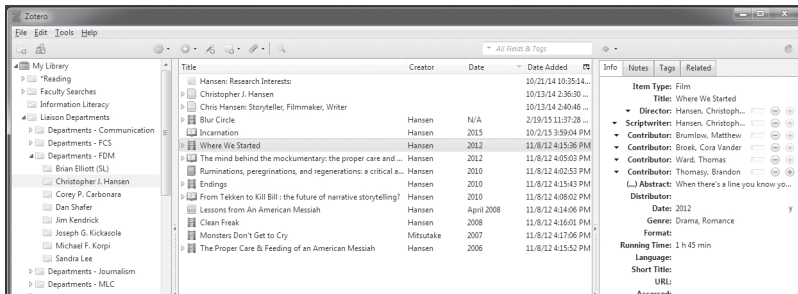 Zotero
File Edit Tools Help
All Fields & Tags
My Library
*Reading
Faculty Searches
Information Literacy
Liaison Departments
Departments - Communication
Departments - FCS
Departments - FDM
Brian Elliott (SL)
Christopher J. Hansen
Corey P. Carbonara
Dan Shafer
Jim Kendrick
Joseph G. Kickasola
Michael F. Korpi
Sandra Lee
Departments - Journalism
Departments - MLC
Title Creator Date Date Added
Hansen: Research Interests: 10/21/14 10:35:14...
Christopher J. Hansen 10/13/14 2:36:30 ...
Chris Hansen: Storyteller, Filmmaker, Writer 10/13/14 2:40:46 ...
Blur Circle Hansen N/A 2/19/15 11:37:28 ...
Incarnation Hansen 2015 10/2/15 3:59:04 PM
Where We Started Hansen 2012 11/8/12 4:15:36 PM
The mind behind the mockumentary: the proper care and ... Hansen 2012 11/8/12 4:05:03 PM
Ruminations, peregrinations, and regenerations: a critical a... Hansen 2010 11/8/12 4:02:53 PM
Endings Hansen 2010 11/8/12 4:15:43 PM
From Tekken to Kill Bill : the future of narrative storytelling? Hansen 2010 11/8/12 4:08:02 PM
Lessons from An American Messiah Hansen April 2008 11/8/12 4:14:06 PM
Clean Freak Hansen 2008 11/8/12 4:16:01 PM
Monsters Don't Get to Cry Mitsutake 2007 11/8/12 4:17:06 PM
The Proper Care & Feeding of an American Messiah Hansen 2006 11/8/12 4:15:52 PM
Info Notes Tags Related
Item Type: Film
Title: Where We Started
Director: Hansen, Christoph...
Scriptwriter: Hansen, Christoph...
Contributor: Brumlow, Matthew
Contributor: Broek, Cora Vander
Contributor: Ward, Thomas
Contributor: Thomasy, Brandon
(...) Abstract: When there's a line you know yo...
Distributor:
Date: 2012 y
Genre: Drama, Romance
Format:
Running Time: 1 h 45 min
Language:
Short Title:
URL:
Accessed: